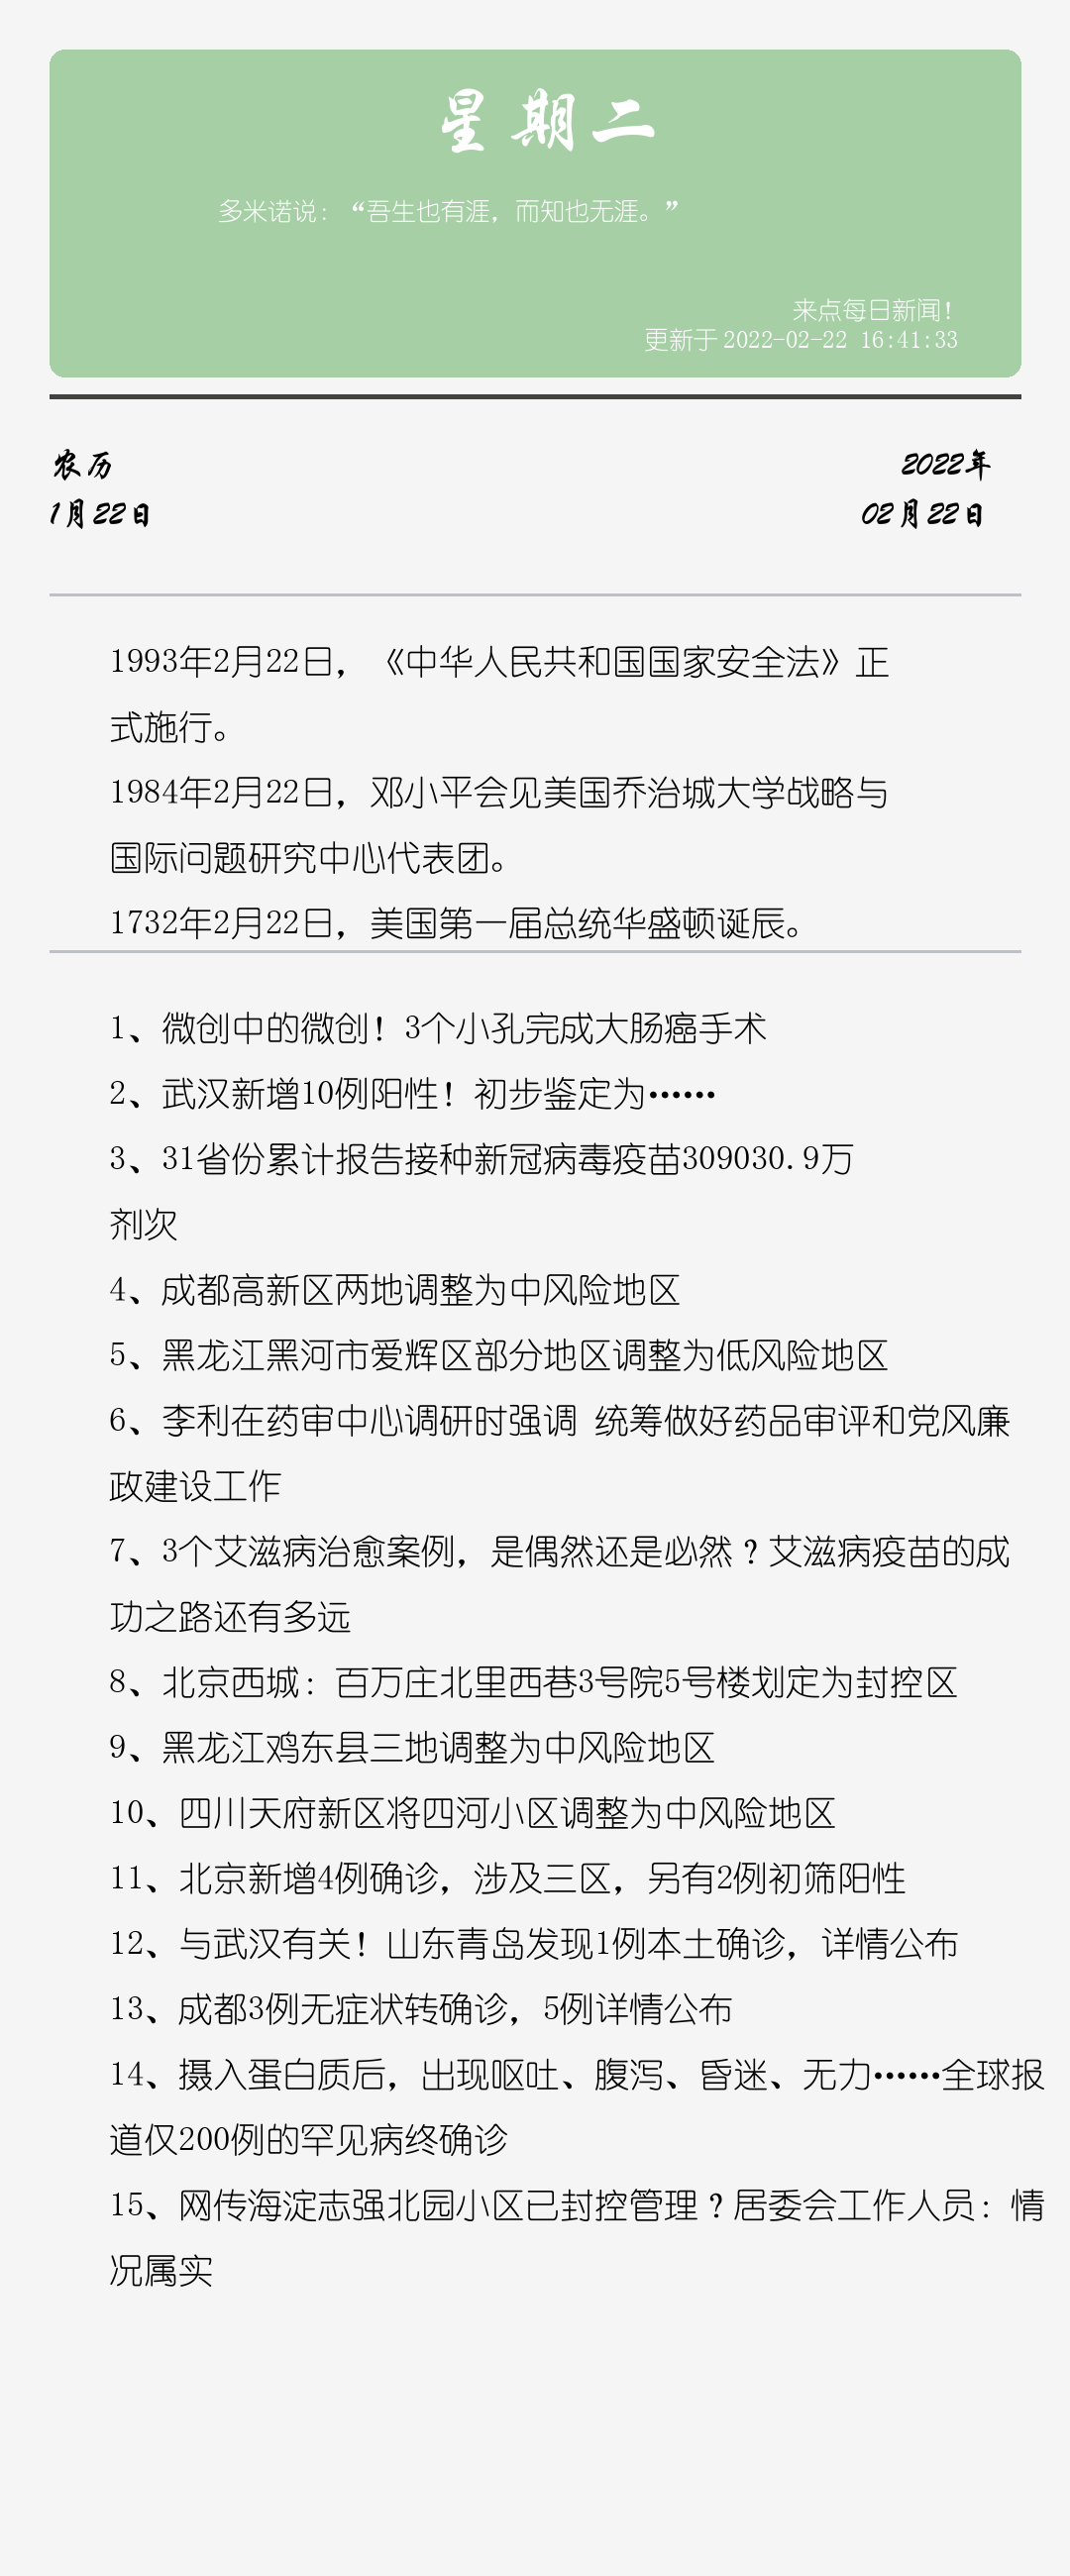 星期二
多米诺说：“吾生也有涯，而知也无涯。”
来点每日新闻！
更新于 2022-02-22 16:41:33
农历
2022年
1月22日
02月22日
1993年2月22日，《中华人民共和国国家安全法》正
式施行。
1984年2月22日，邓小平会见美国乔治城大学战略与
国际问题研究中心代表团。
1732年2月22日，美国第一届总统华盛顿诞辰。
1、微创中的微创！3个小孔完成大肠癌手术
2、武汉新增10例阳性！初步鉴定为……
3、31省份累计报告接种新冠病毒疫苗309030.9万
剂次
4、成都高新区两地调整为中风险地区
5、黑龙江黑河市爱辉区部分地区调整为低风险地区
6、李利在药审中心调研时强调 统筹做好药品审评和党风廉
政建设工作
7、3个艾滋病治愈案例，是偶然还是必然？艾滋病疫苗的成
功之路还有多远
8、北京西城：百万庄北里西巷3号院5号楼划定为封控区
9、黑龙江鸡东县三地调整为中风险地区
10、四川天府新区将四河小区调整为中风险地区
11、北京新增4例确诊，涉及三区，另有2例初筛阳性
12、与武汉有关！山东青岛发现1例本土确诊，详情公布
13、成都3例无症状转确诊，5例详情公布
14、摄入蛋白质后，出现呕吐、腹泻、昏迷、无力……全球报
道仅200例的罕见病终确诊
15、网传海淀志强北园小区已封控管理？居委会工作人员：情
况属实